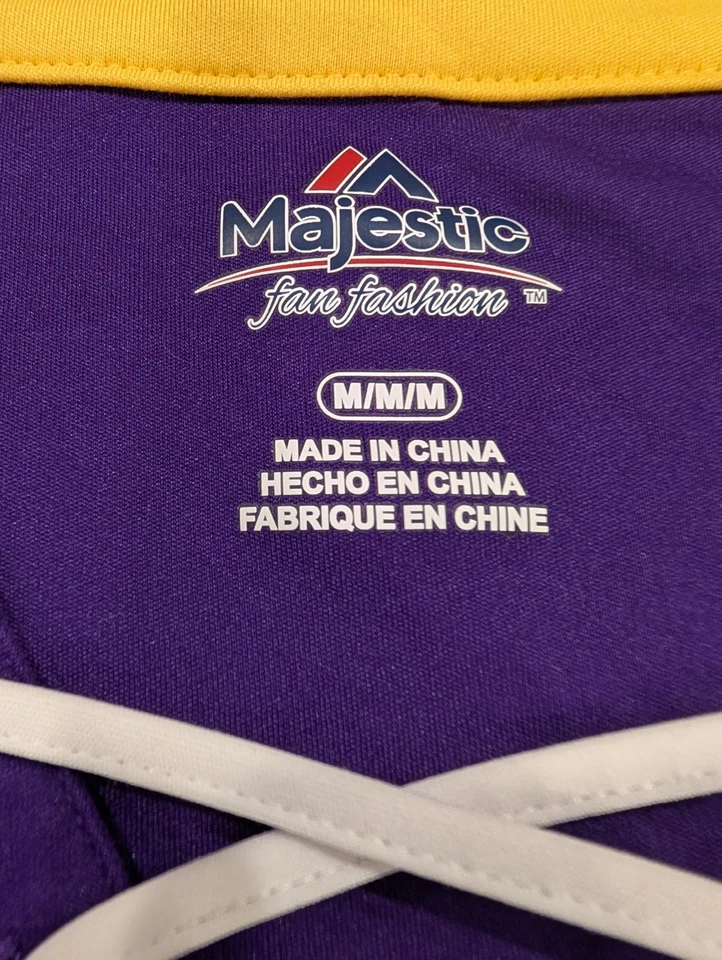 Majestic
fan fashion ™
M/M/M
MADE IN CHINA
HECHO EN CHINA
FABRIQUE EN CHINE